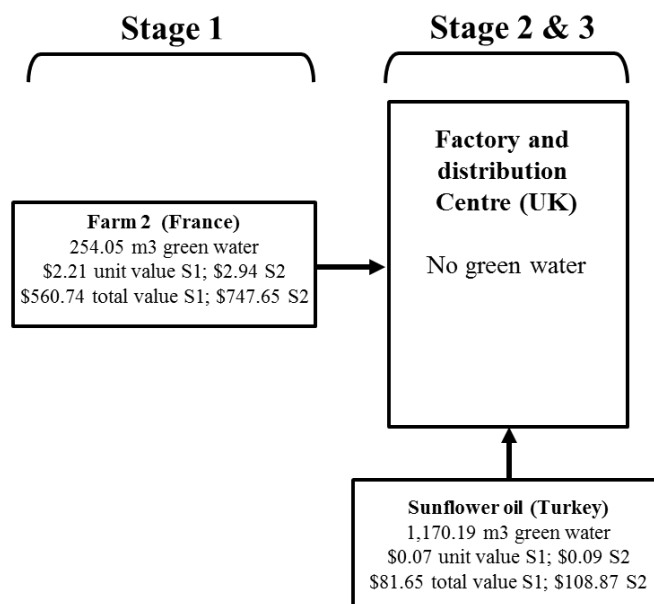 Stage 1
Stage 2 & 3
Farm 2 (France)
254.05 m3 green water
$2.21 unit value S1; $2.94 S2
$560.74 total value S1; $747.65 S2
Factory and
distribution
Centre (UK)
No green water
Sunflower oil (Turkey)
1,170.19 m3 green water
$0.07 unit value S1; $0.09 S2
$81.65 total value S1; $108.87 S2